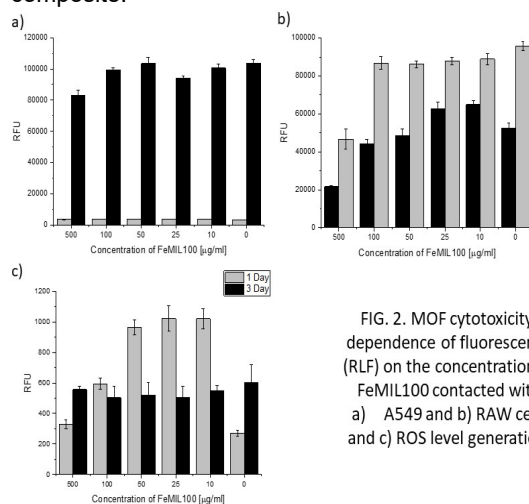 composite.
a)
120000
100000
80000
60000
40000
20000
0
RFU
500 100 50 25 10 0
Concentration of FeMIL100 [µg/ml]
b)
100000
80000
60000
40000
20000
0
RFU
500 100 50 25 10 0
Concentration of FeMIL100 [µg/ml]
c)
1 Day
3 Day
1200
1000
800
600
400
200
0
RFU
500 100 50 25 10 0
Concentration of FeMIL100 [µg/ml]
FIG. 2. MOF cytotoxicity
dependence of fluorescen
(RLF) on the concentration
FeMIL100 contacted wit
a) A549 and b) RAW ce
and c) ROS level generatio